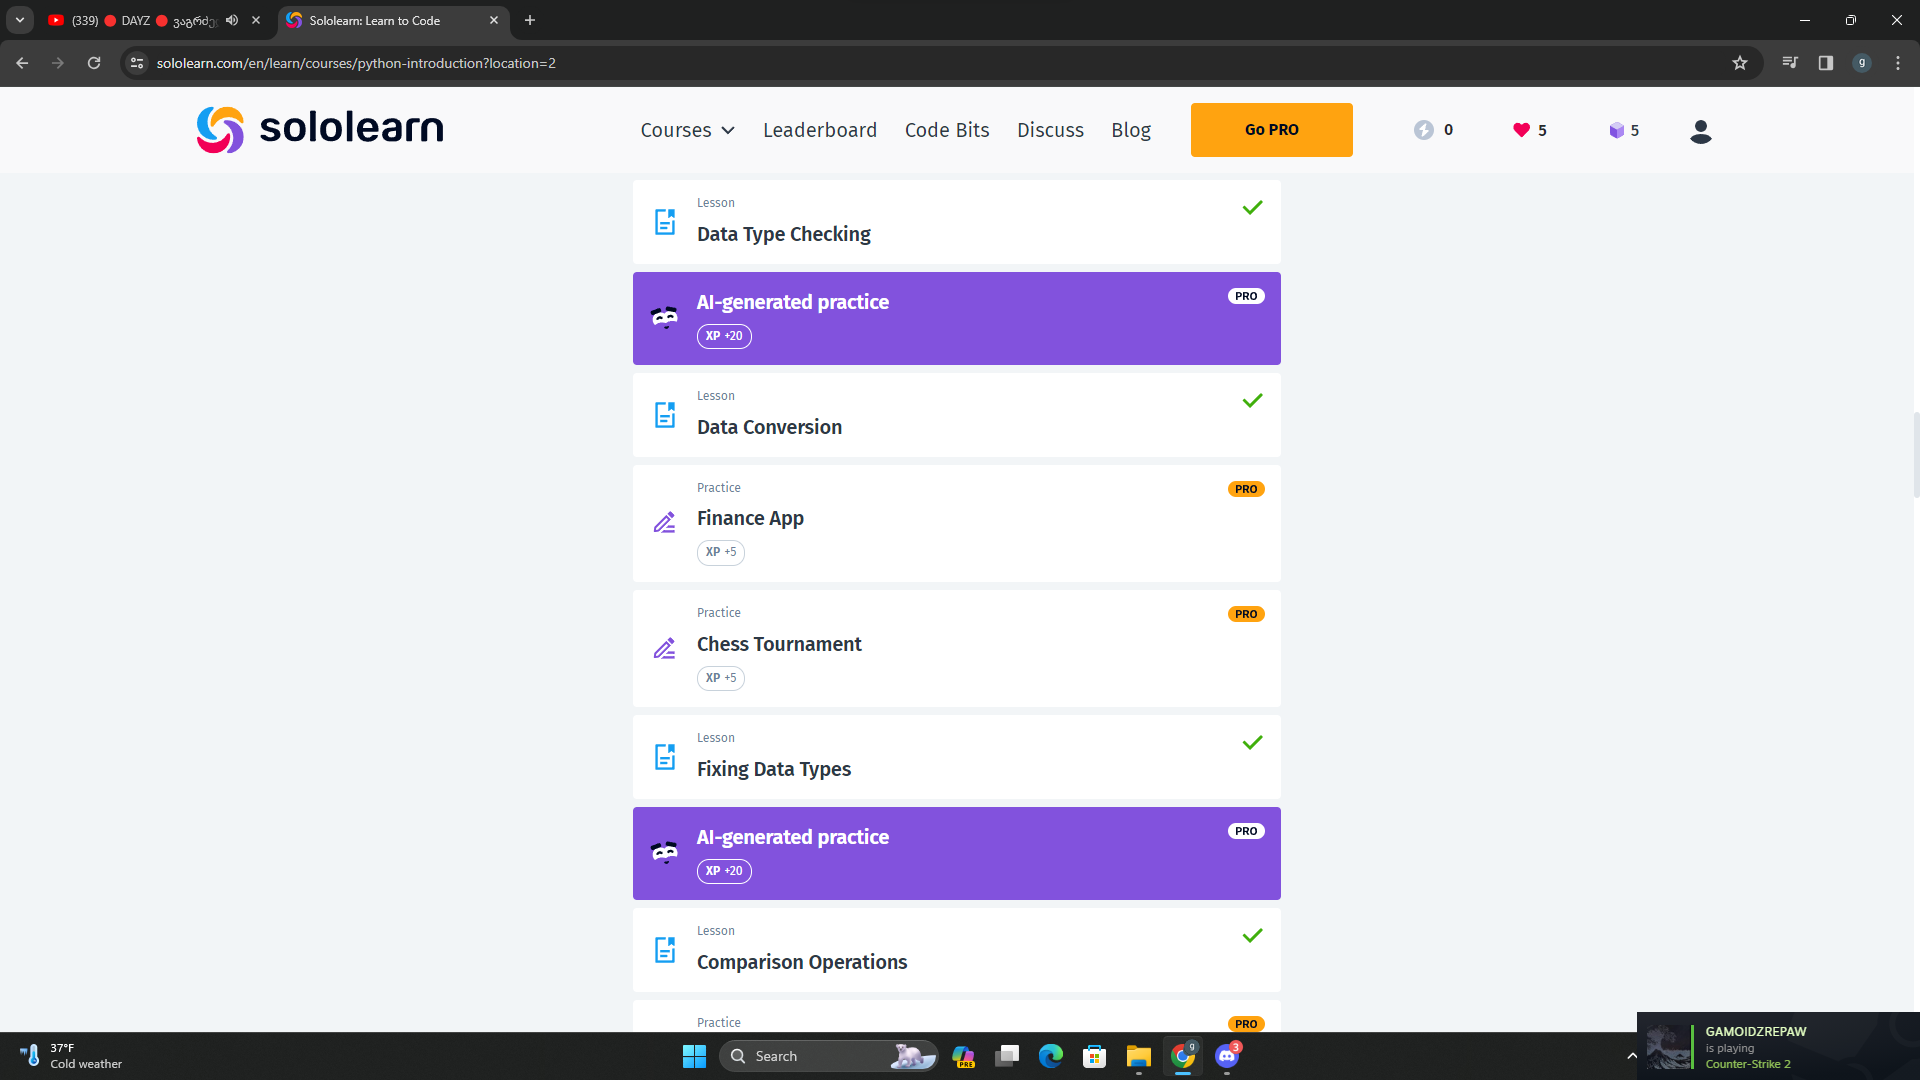 (339) 🔴 DAYZ 🔴
Sololearn: Learn to Code
sololearn.com/en/learn/courses/python-introduction?location=2
g
sololearn
Courses
Leaderboard
Code Bits
Discuss
Blog
Go PRO
0
5
5
Lesson
Data Type Checking
AI-generated practice
PRO
XP +20
Lesson
Data Conversion
Practice
PRO
Finance App
XP +5
Practice
PRO
Chess Tournament
XP +5
Lesson
Fixing Data Types
AI-generated practice
PRO
XP +20
Lesson
Comparison Operations
Practice
PRO
37°F
Cold weather
Search
PRE
g
3
GAMOIDZREPAW
is playing
Counter-Strike 2